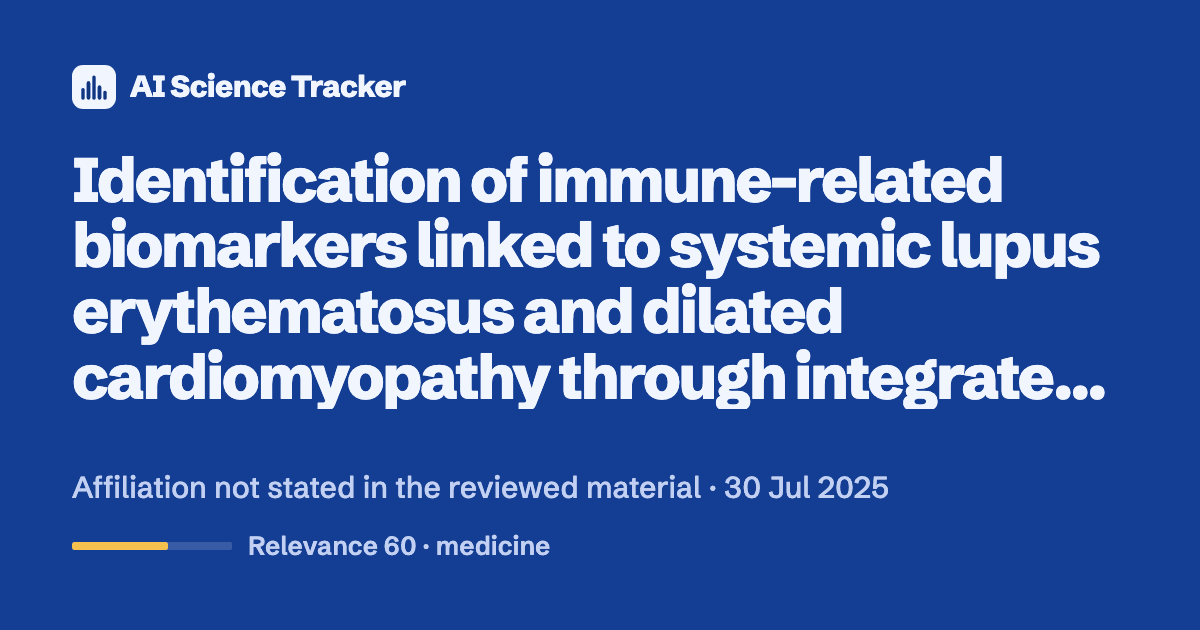 AI Science Tracker
Identification of immune-related
biomarkers linked to systemic lupus
erythematosus and dilated
cardiomyopathy through integrate...
Affiliation not stated in the reviewed material · 30 Jul 2025
Relevance 60 · medicine